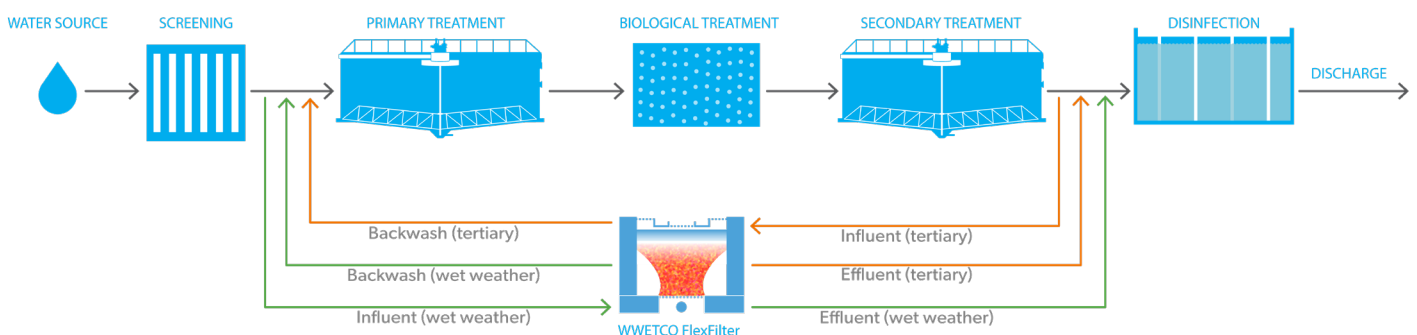 WATER SOURCE
SCREENING
PRIMARY TREATMENT
BIOLOGICAL TREATMENT
SECONDARY TREATMENT
DISINFECTION
DISCHARGE
Backwash (tertiary)
Influent (tertiary)
Backwash (wet weather)
Effluent (tertiary)
Influent (wet weather)
Effluent (wet weather)
WWETCO FlexFilter